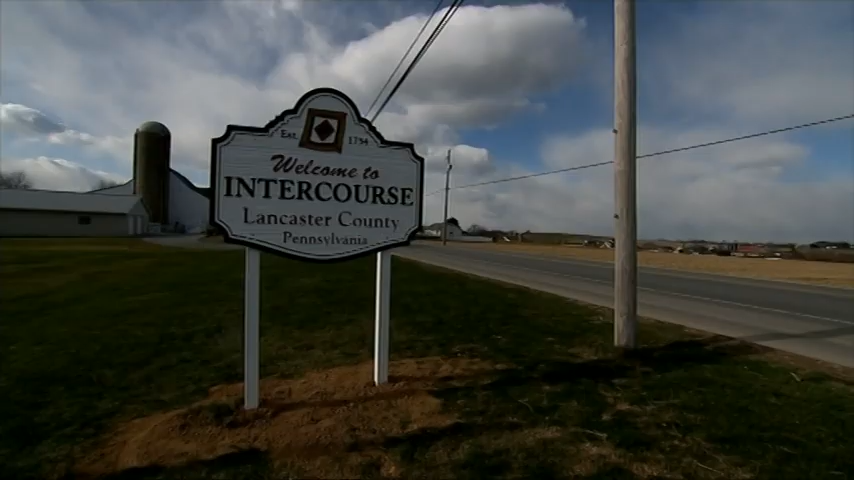 Est. 1754
Welcome to
INTERCOURSE
Lancaster County
Pennsylvania